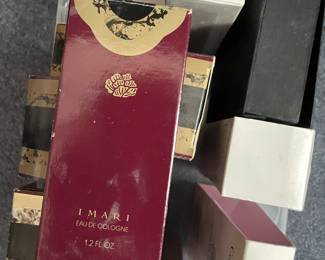 IMARI
EAU DE COLOGNE
1.2 FL. OZ.